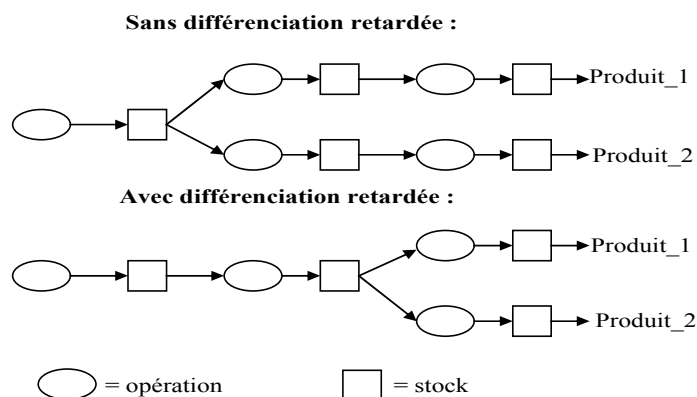 Sans différenciation retardée :
Produit_1
Produit_2
Avec différenciation retardée :
Produit_1
Produit_2
= opération
= stock